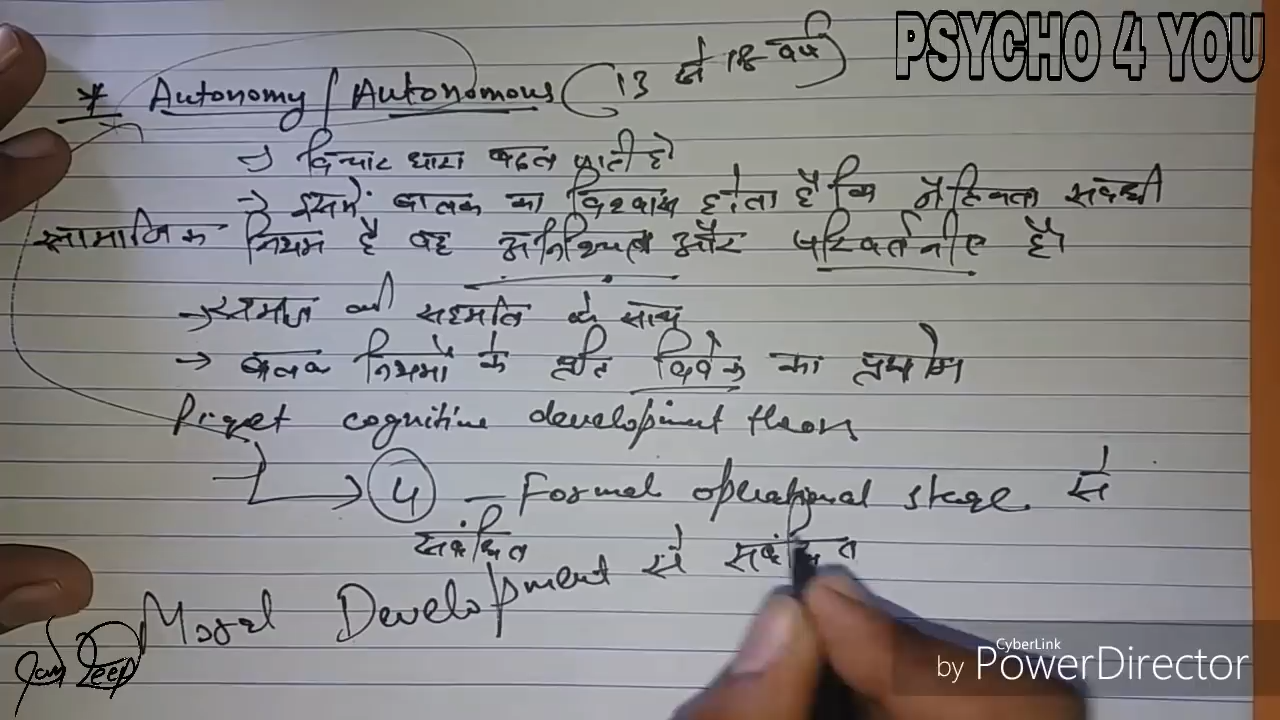 PSYCHO 4 YOU
* Autonomy / Autonomous (13 से 18 वर्ष)
→ विचार धारा बदल जाती है
→ इसमें बालक का विश्वास होता है कि नैतिकता संबंधी
सामाजिक नियम है वह अनिश्चित और परिवर्तनीए है।
→ समाज की सहमति के साथ
→ बालक नियमों के प्रति विवेक का प्रयोग
Piaget cognitive development theory
→ 4 - Formal operational stage से
संबंधित
Moral Development से संबंधित
CyberLink
by PowerDirector